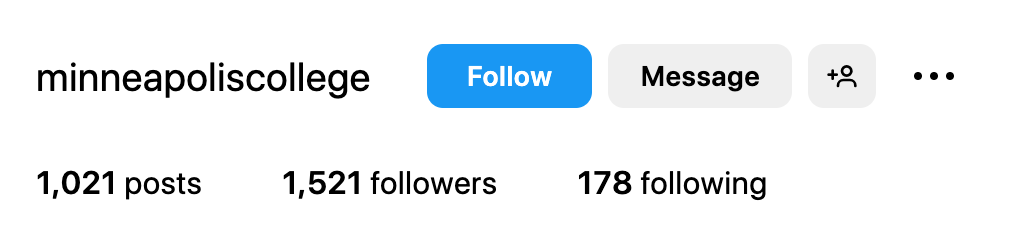 minneapoliscollege Follow Message
1,021 posts 1,521 followers 178 following